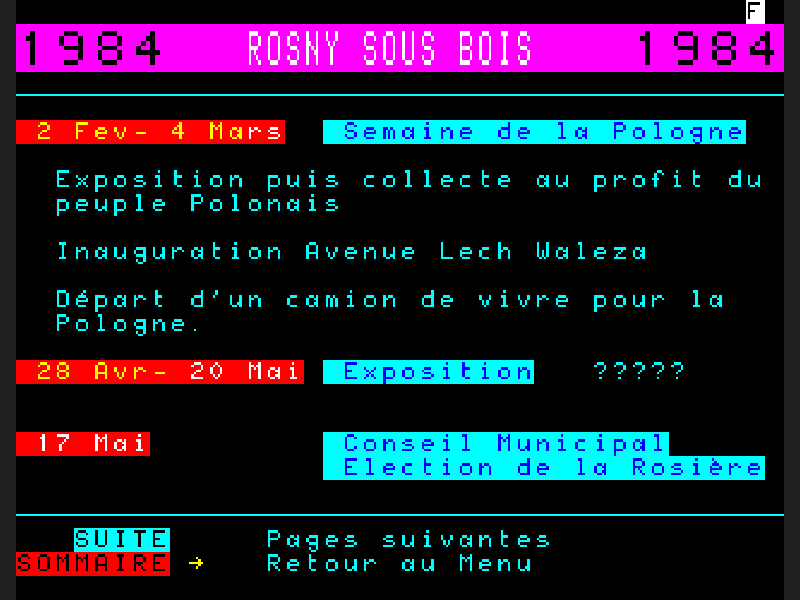 F
1984 ROSNY SOUS BOIS 1984
2 Fev- 4 Mars Semaine de la Pologne
Exposition puis collecte au profit du
peuple Polonais
Inauguration Avenue Lech Waleza
Départ d'un camion de vivre pour la
Pologne.
28 Avr- 20 Mai Exposition ?????
17 Mai Conseil Municipal
Election de la Rosière
SUITE Pages suivantes
SOMMAIRE → Retour au Menu